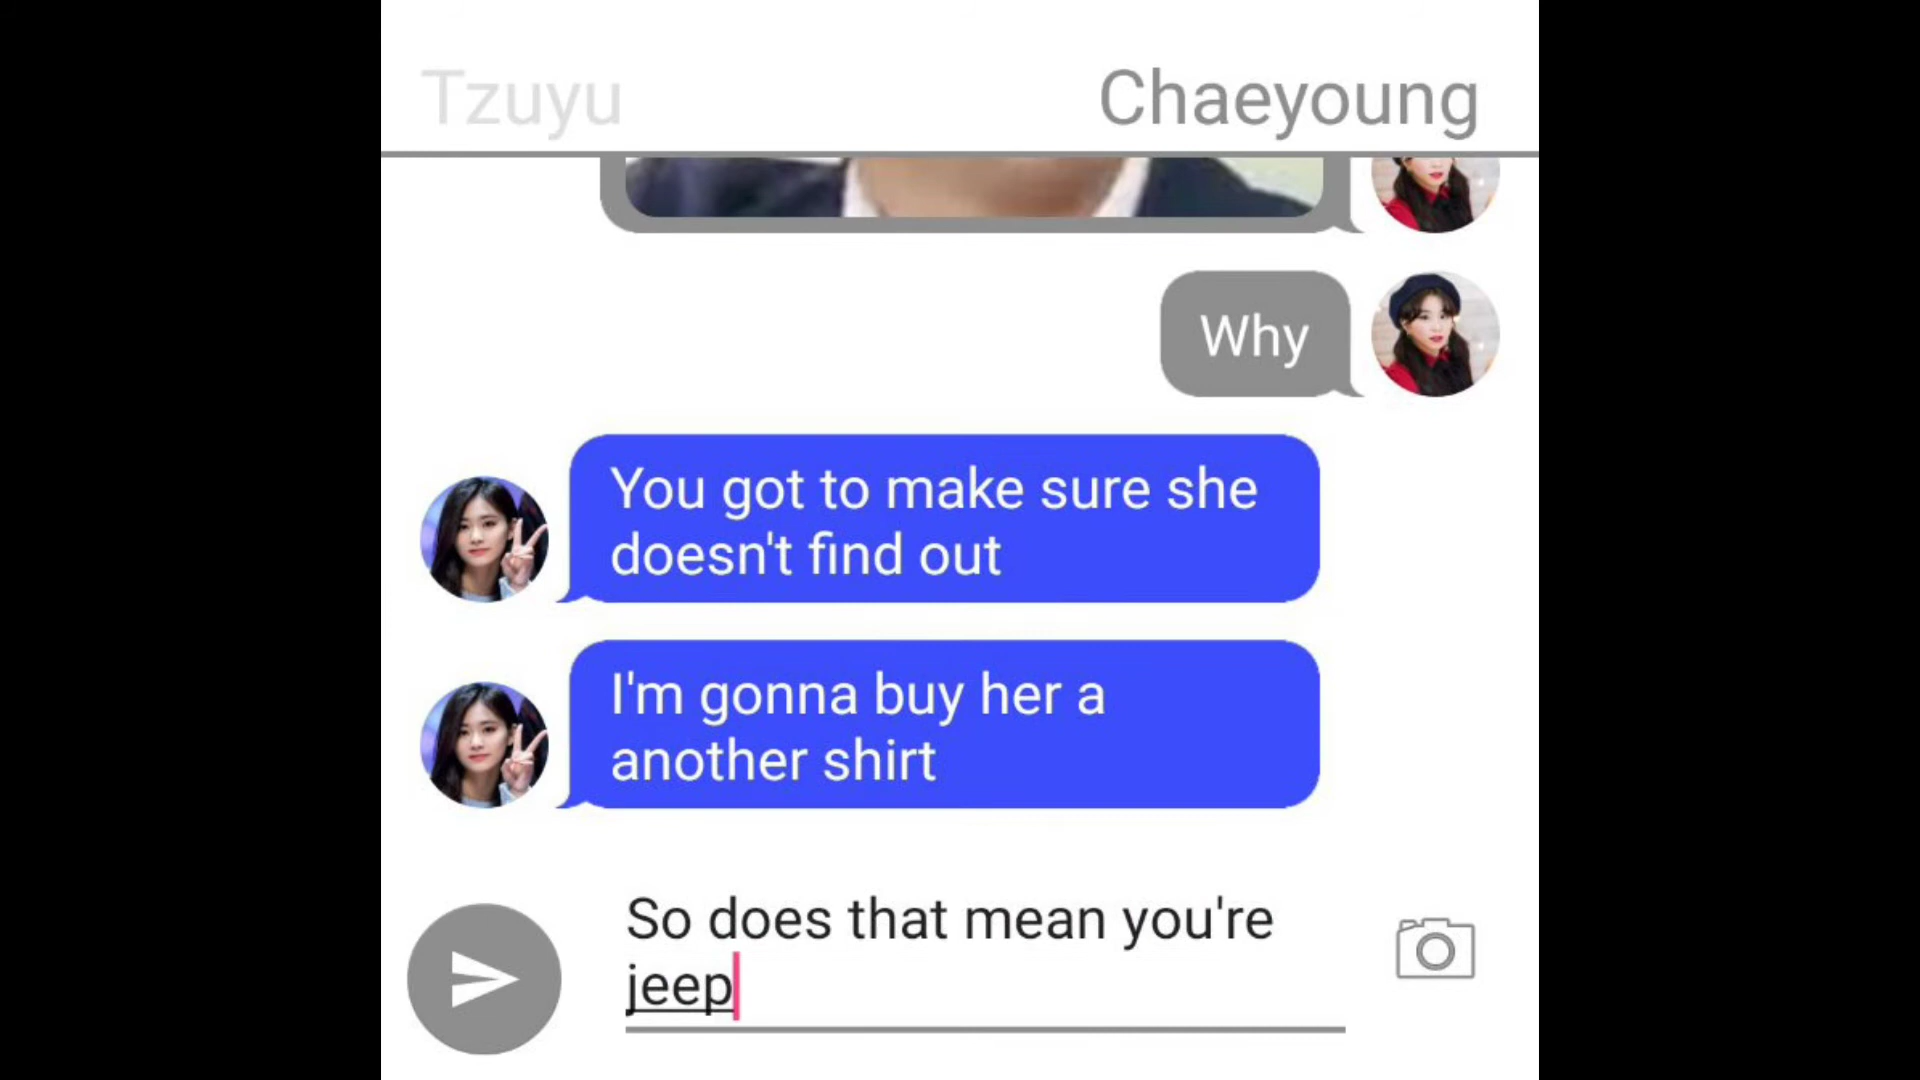 Tzuyu
Chaeyoung
Why
You got to make sure she
doesn't find out
I'm gonna buy her a
another shirt
So does that mean you're
jeep